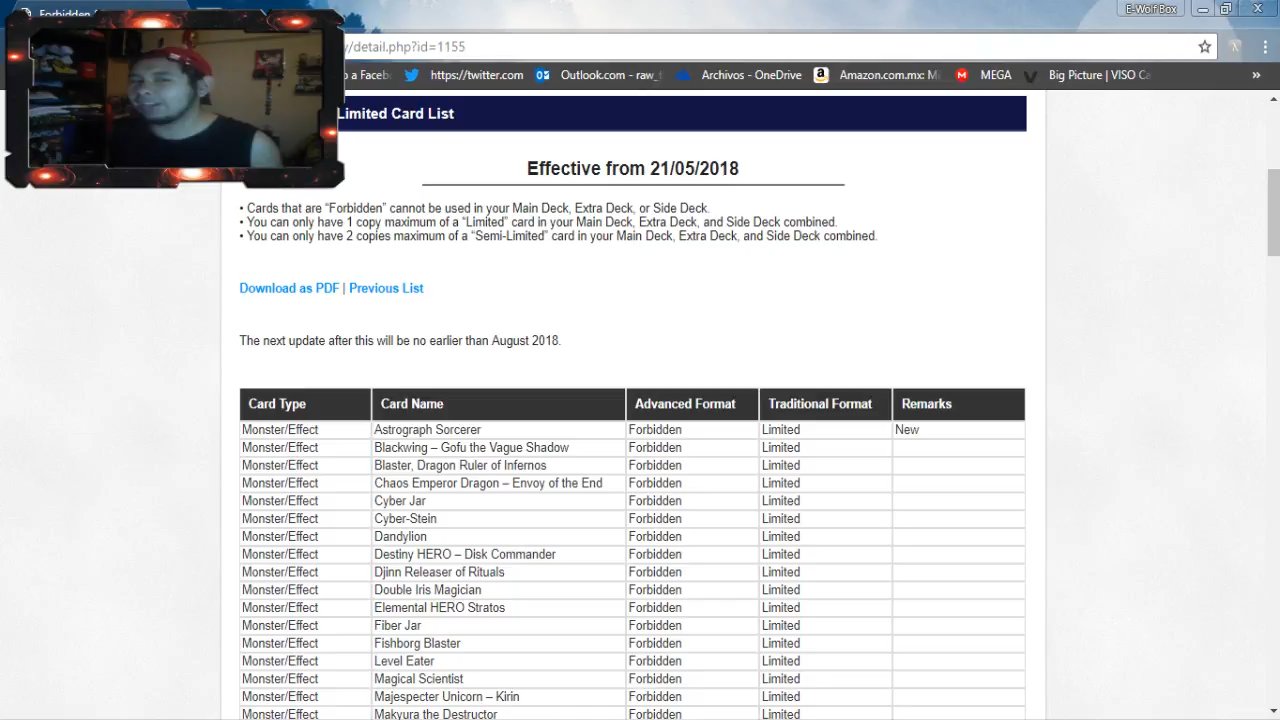 Forbidden
E-Wolf Box
y/detail.php?id=1155
o a Faceb
https://twitter.com
Outlook.com - raw_t
Archivos - OneDrive
Amazon.com.mx: M
MEGA
Big Picture | VISO Ca
»
Limited Card List
Effective from 21/05/2018
• Cards that are “Forbidden” cannot be used in your Main Deck, Extra Deck, or Side Deck.
• You can only have 1 copy maximum of a “Limited” card in your Main Deck, Extra Deck, and Side Deck combined.
• You can only have 2 copies maximum of a “Semi-Limited” card in your Main Deck, Extra Deck, and Side Deck combined.
Download as PDF | Previous List
The next update after this will be no earlier than August 2018.
Card Type Card Name Advanced Format Traditional Format Remarks
Monster/Effect Astrograph Sorcerer Forbidden Limited New
Monster/Effect Blackwing – Gofu the Vague Shadow Forbidden Limited
Monster/Effect Blaster, Dragon Ruler of Infernos Forbidden Limited
Monster/Effect Chaos Emperor Dragon – Envoy of the End Forbidden Limited
Monster/Effect Cyber Jar Forbidden Limited
Monster/Effect Cyber-Stein Forbidden Limited
Monster/Effect Dandylion Forbidden Limited
Monster/Effect Destiny HERO – Disk Commander Forbidden Limited
Monster/Effect Djinn Releaser of Rituals Forbidden Limited
Monster/Effect Double Iris Magician Forbidden Limited
Monster/Effect Elemental HERO Stratos Forbidden Limited
Monster/Effect Fiber Jar Forbidden Limited
Monster/Effect Fishborg Blaster Forbidden Limited
Monster/Effect Level Eater Forbidden Limited
Monster/Effect Magical Scientist Forbidden Limited
Monster/Effect Majespecter Unicorn – Kirin Forbidden Limited
Monster/Effect Makyura the Destructor Forbidden Limited